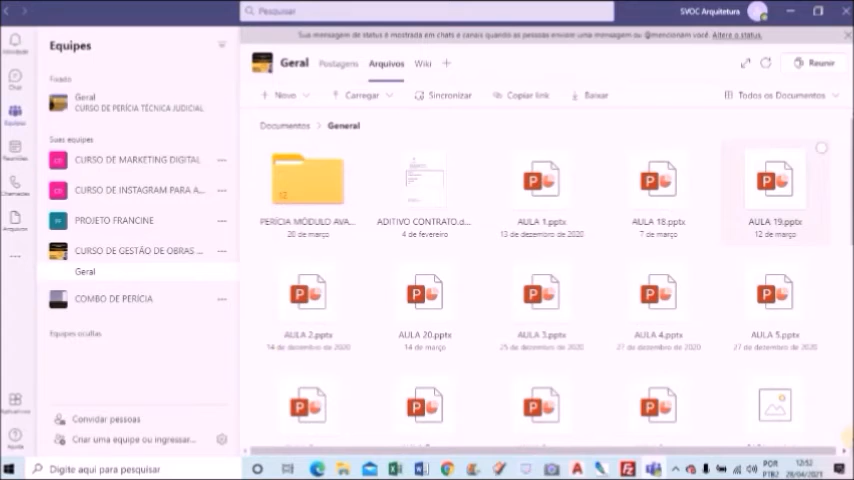 Pesquisar
SVOC Arquitetura
Sua mensagem de status é mostrada em chats e canais quando as pessoas enviam uma mensagem ou @mencionam você. Altere o status.
Atividade
Chat
Equipes
Reuniões
Chamadas
Arquivos
Aplicativos
Ajuda
Equipes
Fixado
Geral
CURSO DE PERÍCIA TÉCNICA JUDICIAL
Suas equipes
CURSO DE MARKETING DIGITAL ...
CURSO DE INSTAGRAM PARA A... ...
PROJETO FRANCINE ...
CURSO DE GESTÃO DE OBRAS ... ...
Geral
COMBO DE PERÍCIA ...
Equipes ocultas
Convidar pessoas
Criar uma equipe ou ingressar...
Geral Postagens Arquivos Wiki +
Reunir
+ Novo Carregar Sincronizar Copiar link Baixar Todos os Documentos
Documentos > General
PERÍCIA MÓDULO AVA... ADITIVO CONTRATO.d... AULA 1.pptx AULA 18.pptx AULA 19.pptx
20 de março 4 de fevereiro 13 de dezembro de 2020 7 de março 12 de março
AULA 2.pptx AULA 20.pptx AULA 3.pptx AULA 4.pptx AULA 5.pptx
14 de dezembro de 2020 14 de março 25 de dezembro de 2020 27 de dezembro de 2020 27 de dezembro de 2020
Digite aqui para pesquisar
POR 12:52
PTB2 28/04/2021